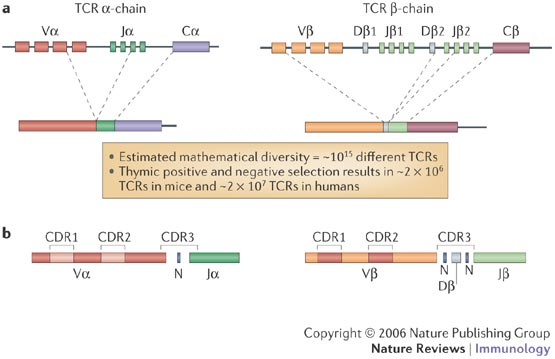 a
TCR α-chain
TCR β-chain
Vα
Jα
Cα
Vβ
Dβ1
Jβ1
Dβ2
Jβ2
Cβ
• Estimated mathematical diversity = ~10¹⁵ different TCRs
• Thymic positive and negative selection results in ~2 × 10⁶
TCRs in mice and ~2 × 10⁷ TCRs in humans
b
CDR1
CDR2
CDR3
Vα
N
Jα
CDR1
CDR2
CDR3
Vβ
N
Dβ
N
Jβ
Copyright © 2006 Nature Publishing Group
Nature Reviews | Immunology